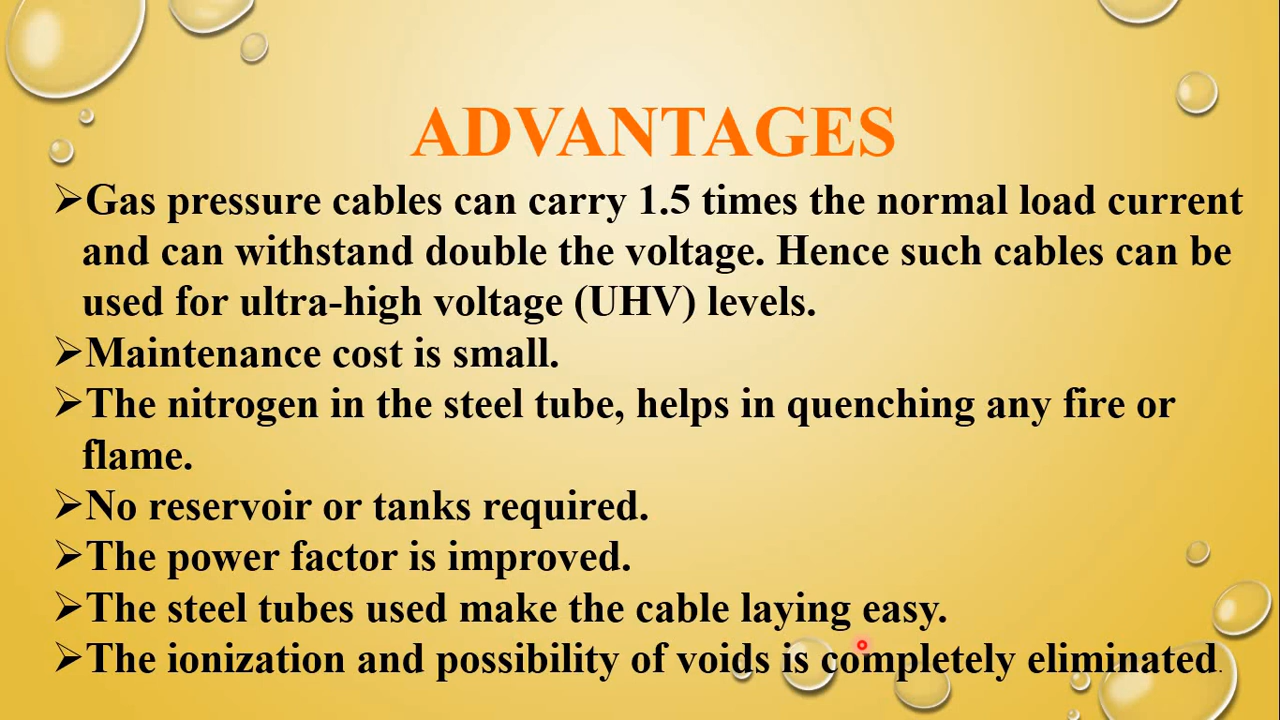 ADVANTAGES
➢Gas pressure cables can carry 1.5 times the normal load current
and can withstand double the voltage. Hence such cables can be
used for ultra-high voltage (UHV) levels.
➢Maintenance cost is small.
➢The nitrogen in the steel tube, helps in quenching any fire or
flame.
➢No reservoir or tanks required.
➢The power factor is improved.
➢The steel tubes used make the cable laying easy.
➢The ionization and possibility of voids is completely eliminated.